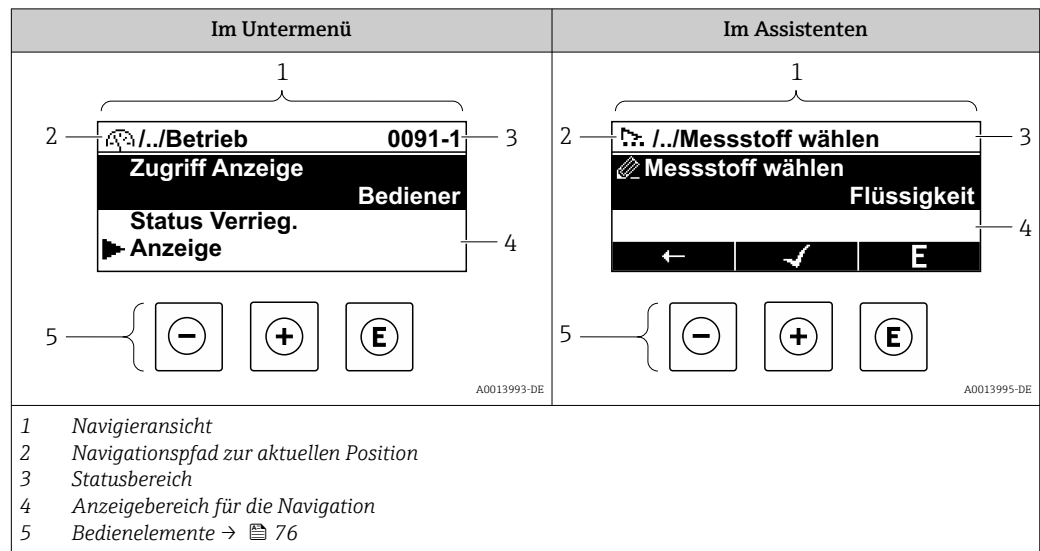 Im Untermenü
Im Assistenten
1
1
2
/../Betrieb 0091-1
3
2
/../Messstoff wählen
3
Zugriff Anzeige
Bediener
Status Verrieg.
Anzeige
4
Messstoff wählen
Flüssigkeit
4
← ✓ E
5
− + E
5
− + E
A0013993-DE
A0013995-DE
1 Navigieransicht
2 Navigationspfad zur aktuellen Position
3 Statusbereich
4 Anzeigebereich für die Navigation
5 Bedienelemente → 76